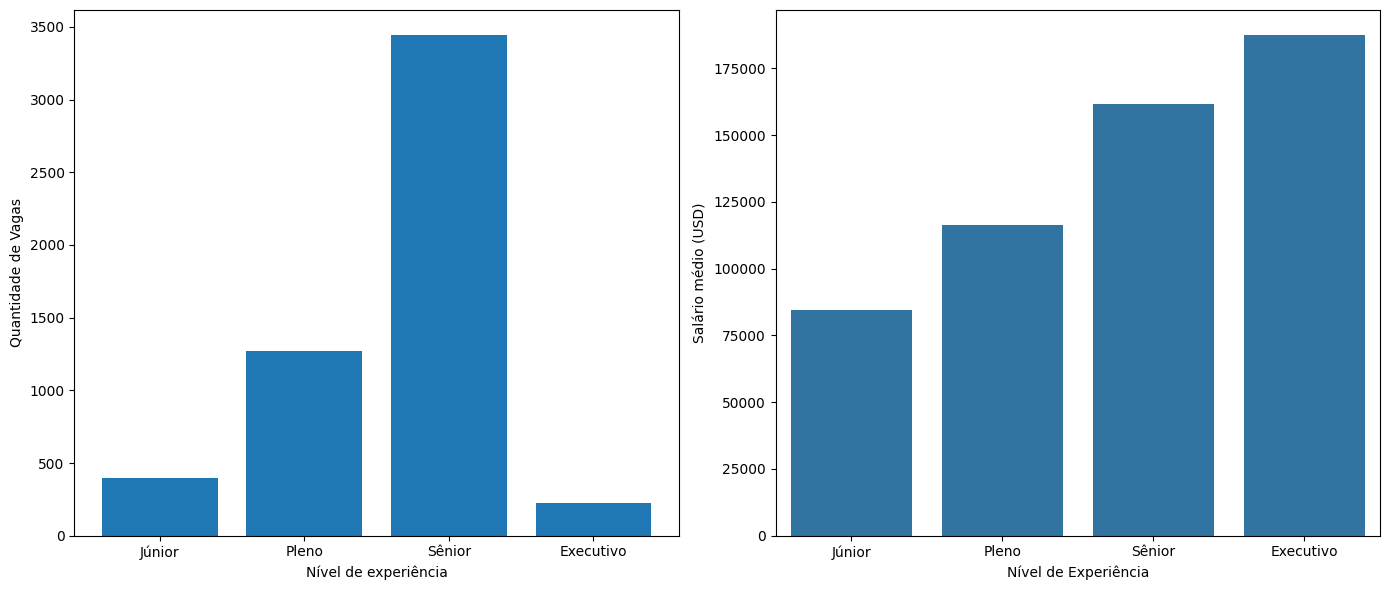 3500
3000
2500
2000
1500
1000
500
0
Quantidade de Vagas
Júnior Pleno Sênior Executivo
Nível de experiência
175000
150000
125000
100000
75000
50000
25000
0
Salário médio (USD)
Júnior Pleno Sênior Executivo
Nível de Experiência